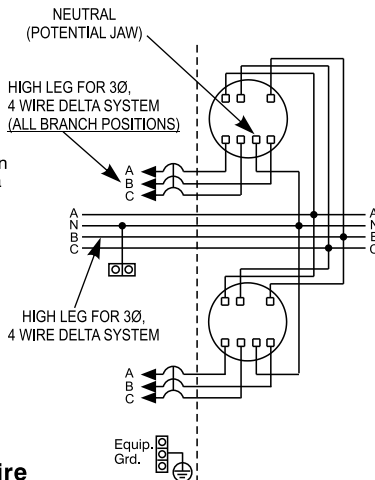 NEUTRAL
(POTENTIAL JAW)
HIGH LEG FOR 3Ø,
4 WIRE DELTA SYSTEM
(ALL BRANCH POSITIONS)
n
a
A
B
C
A A
N N
B B
C C
HIGH LEG FOR 3Ø,
4 WIRE DELTA SYSTEM
A
B
C
Equip.
Grd.
ire